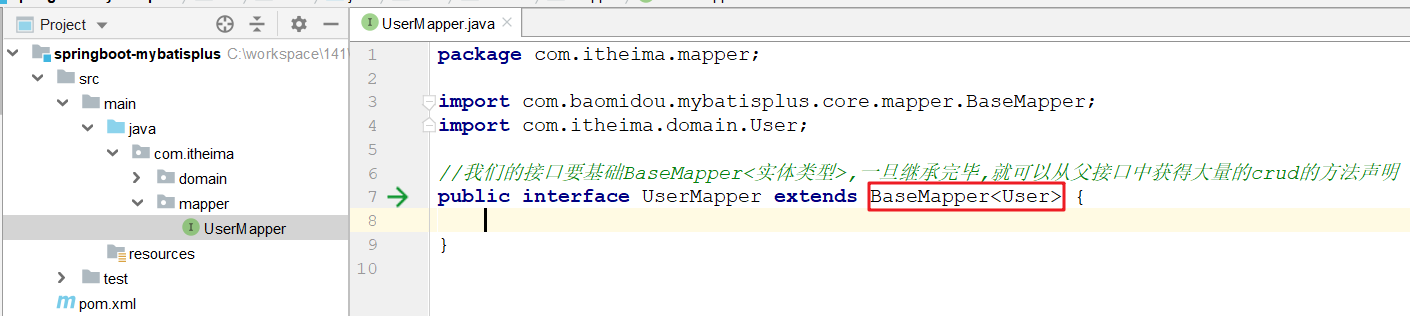 Project
springboot-mybatisplus C:\workspace\141
src
main
java
com.itheima
domain
mapper
UserMapper
resources
test
pom.xml
UserMapper.java
1 package com.itheima.mapper;
2
3 import com.baomidou.mybatisplus.core.mapper.BaseMapper;
4 import com.itheima.domain.User;
5
6 //我们的接口要基础BaseMapper<实体类型>,一旦继承完毕,就可以从父接口中获得大量的crud的方法声明
7 public interface UserMapper extends BaseMapper<User> {
8
9 }
10